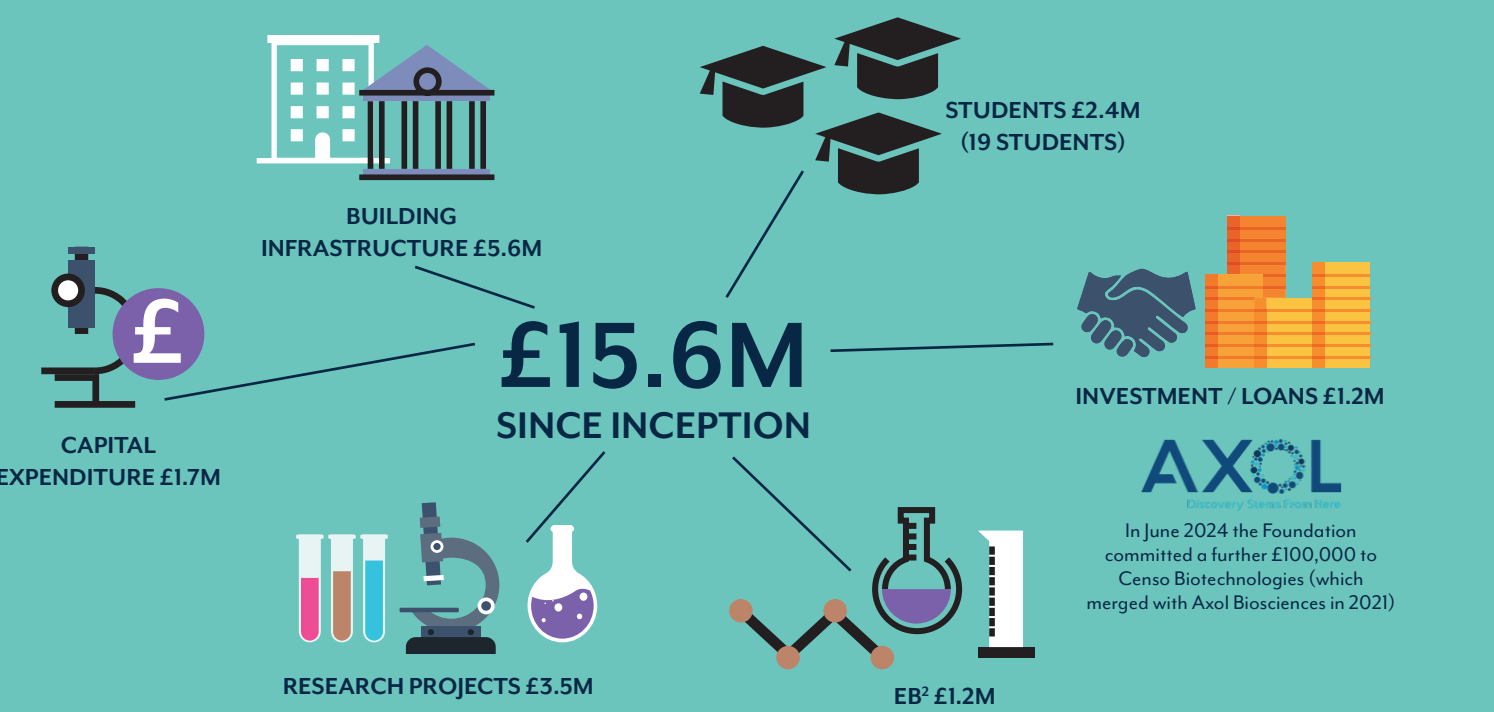 STUDENTS £2.4M
(19 STUDENTS)
BUILDING
INFRASTRUCTURE £5.6M
£
£15.6M
SINCE INCEPTION
INVESTMENT / LOANS £1.2M
CAPITAL
EXPENDITURE £1.7M
AXOL
Discovery Stems From Here
In June 2024 the Foundation
committed a further £100,000 to
Censo Biotechnologies (which
merged with Axol Biosciences in 2021)
RESEARCH PROJECTS £3.5M
EB² £1.2M